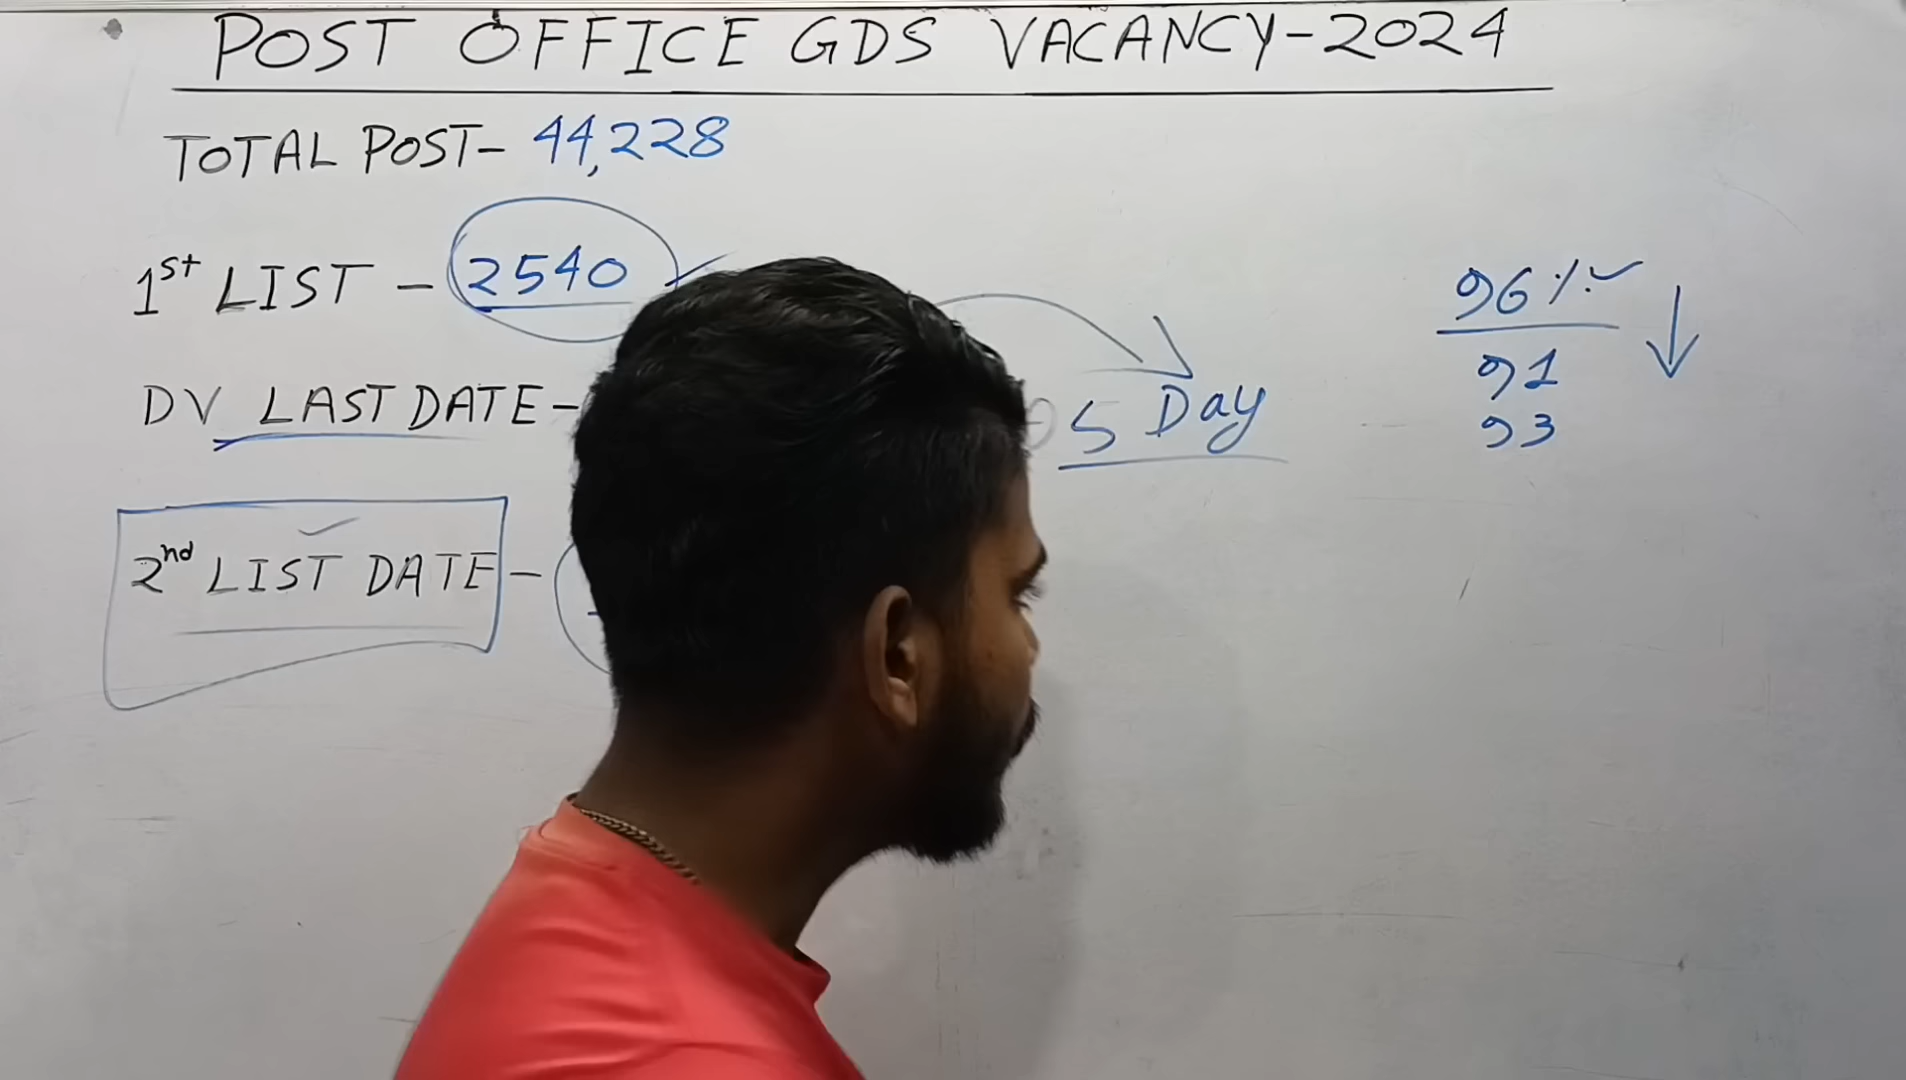 POST OFFICE GDS VACANCY-2024
TOTAL POST- 44,228
1st LIST - 2540
96%
DV LAST DATE-
5 Day
91
93
2nd LIST DATE -